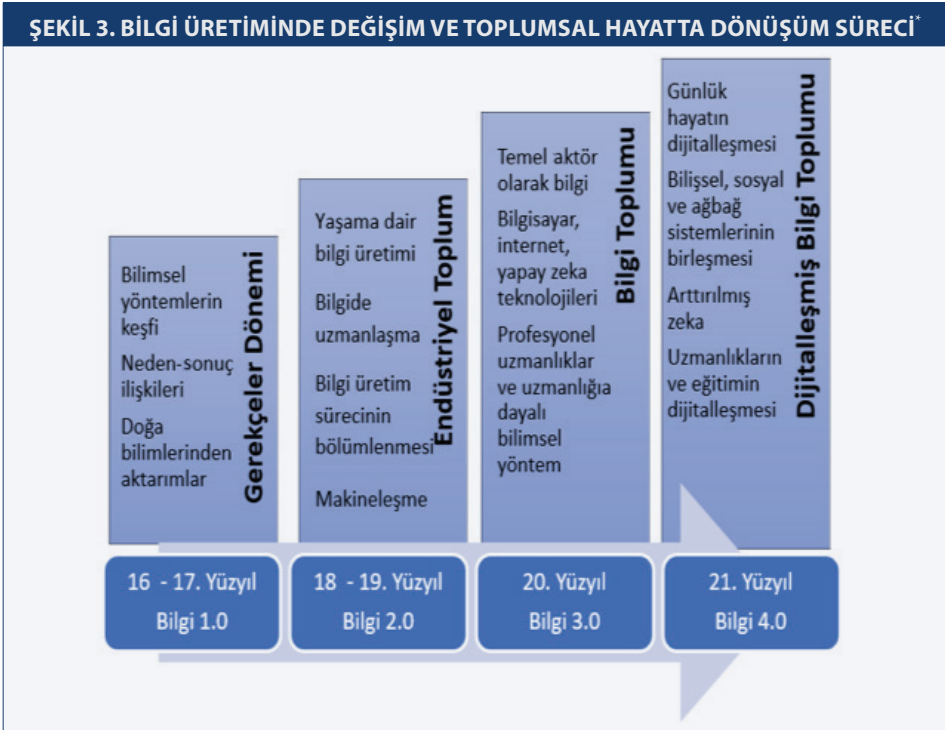 ŞEKİL 3. BİLGİ ÜRETİMİNDE DEĞİŞİM VE TOPLUMSAL HAYATTA DÖNÜŞÜM SÜRECİ*
Bilimsel
yöntemlerin
keşfi
Neden-sonuç
ilişkileri
Doğa
bilimlerinden
aktarımlar
Gerekçeler Dönemi
16 - 17. Yüzyıl
Bilgi 1.0
Yaşama dair
bilgi üretimi
Bilgide
uzmanlaşma
Bilgi üretim
sürecinin
bölümlenmesi
Makineleşme
Endüstriyel Toplum
18 - 19. Yüzyıl
Bilgi 2.0
Temel aktör
olarak bilgi
Bilgisayar,
internet,
yapay zeka
teknolojileri
Profesyonel
uzmanlıklar
ve uzmanlığıa
dayalı
bilimsel
yöntem
Bilgi Toplumu
20. Yüzyıl
Bilgi 3.0
Günlük
hayatın
dijitalleşmesi
Bilişsel, sosyal
ve ağbağ
sistemlerinin
birleşmesi
Arttırılmış
zeka
Uzmanlıkların
ve eğitimin
dijitalleşmesi
Dijitalleşmiş Bilgi Toplumu
21. Yüzyıl
Bilgi 4.0